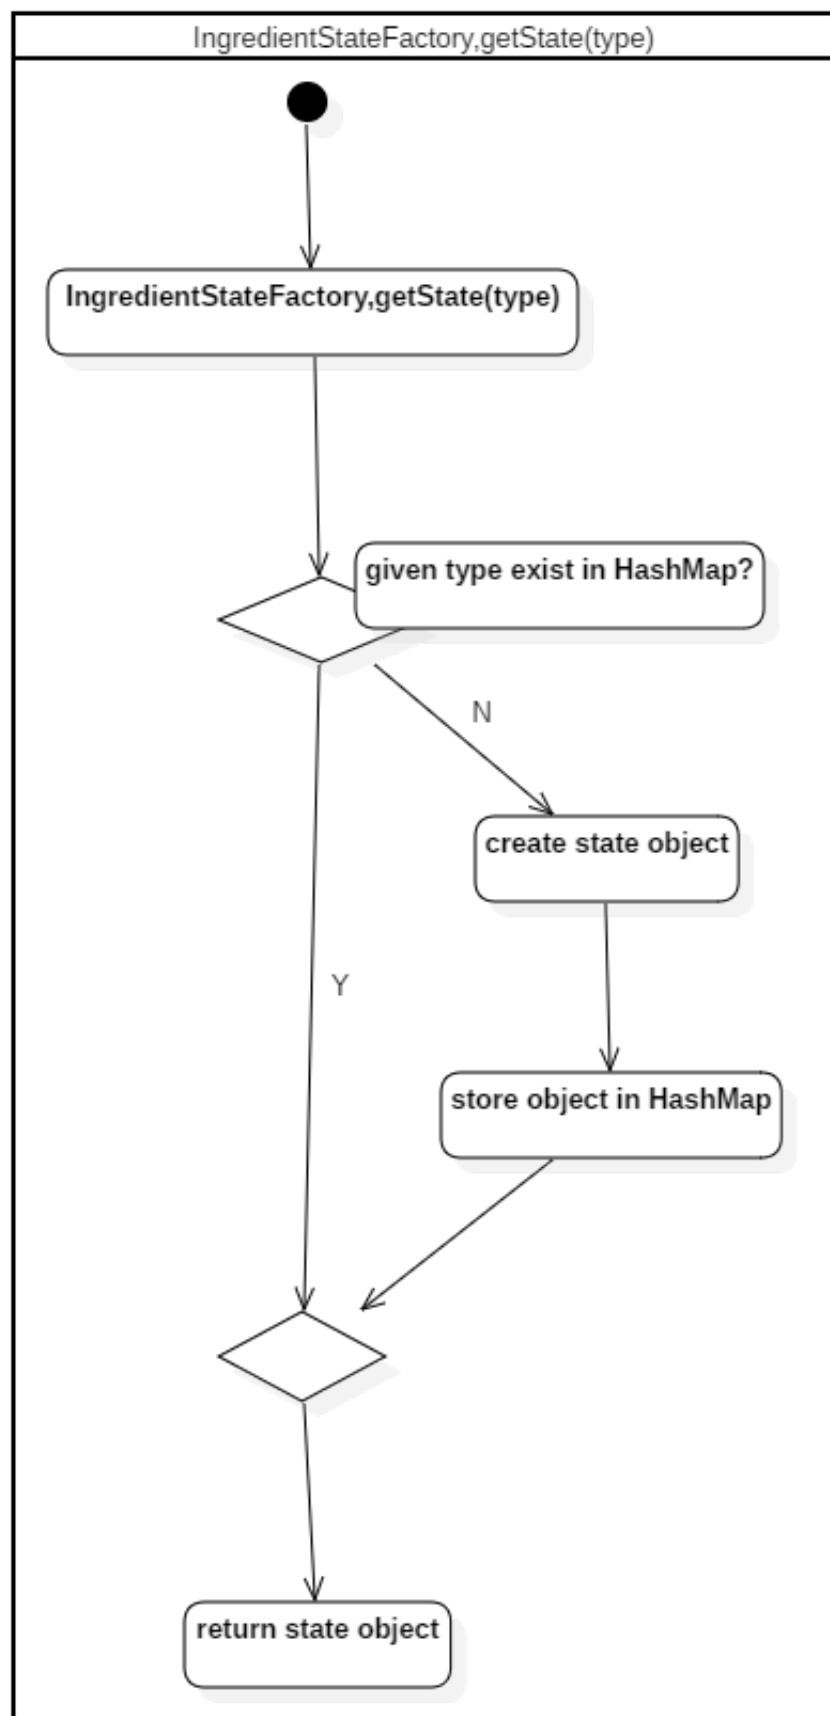 IngredientStateFactory,getState(type)
IngredientStateFactory,getState(type)
given type exist in HashMap?
N
create state object
Y
store object in HashMap
return state object